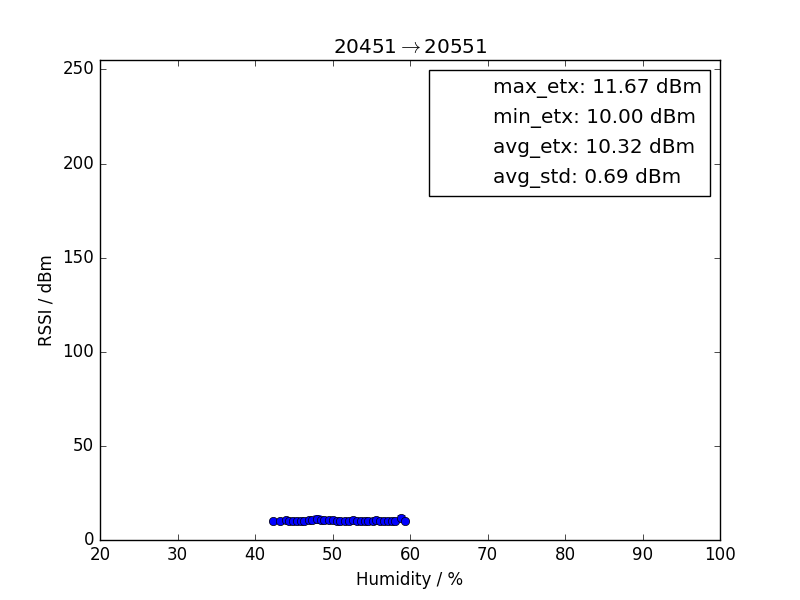 20451→20551
max_etx: 11.67 dBm
min_etx: 10.00 dBm
avg_etx: 10.32 dBm
avg_std: 0.69 dBm
250
200
150
100
50
0
RSSI / dBm
20 30 40 50 60 70 80 90 100
Humidity / %